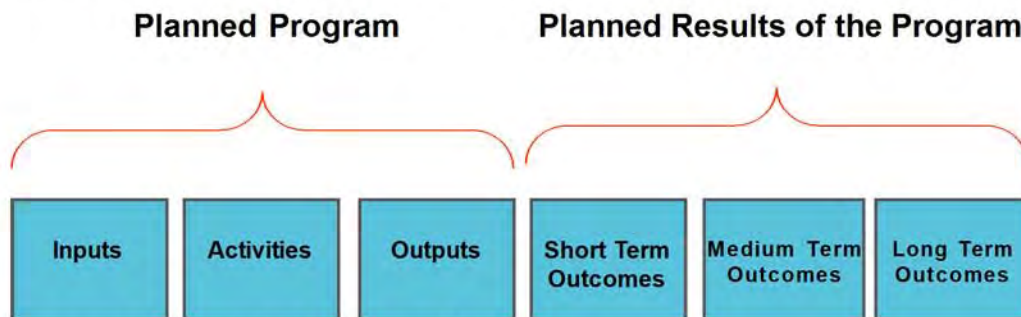 Planned Program
Planned Results of the Program
Inputs
Activities
Outputs
Short Term
Outcomes
Medium Term
Outcomes
Long Term
Outcomes